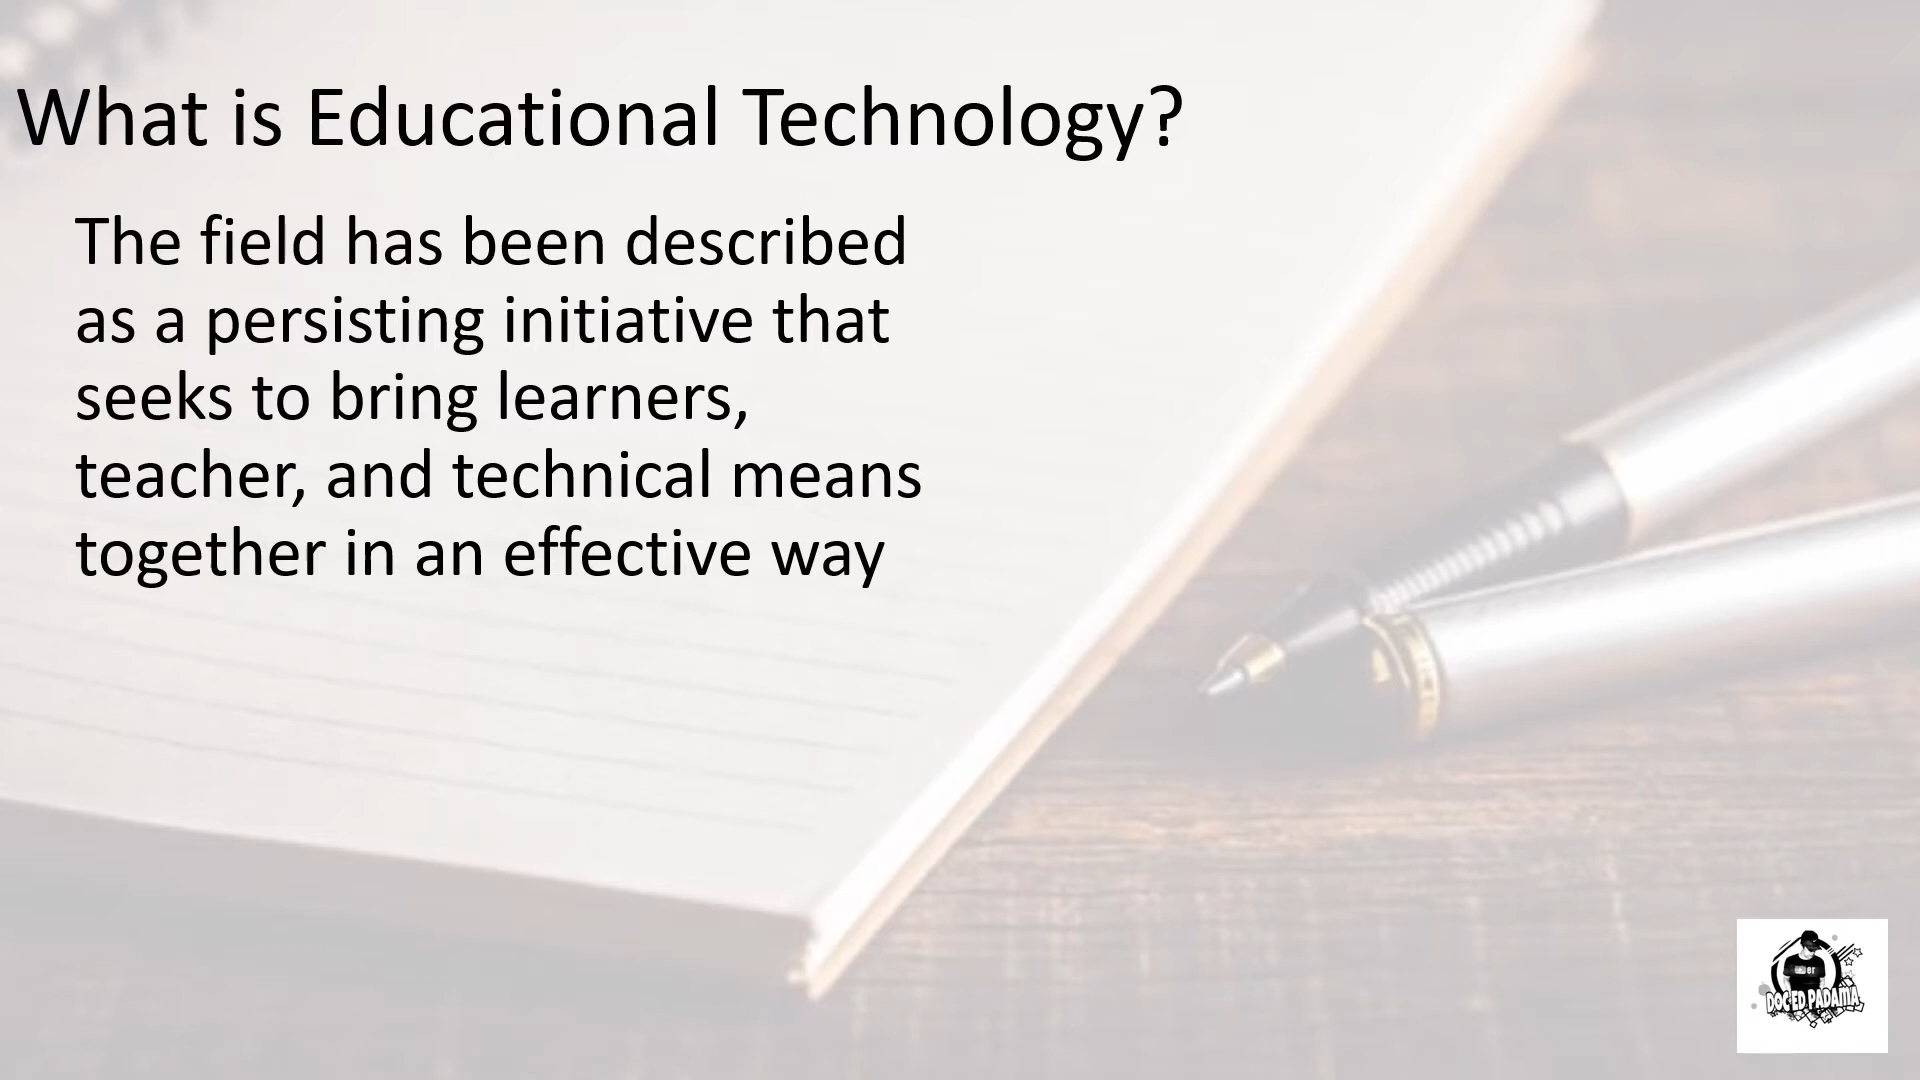 What is Educational Technology?
The field has been described
as a persisting initiative that
seeks to bring learners,
teacher, and technical means
together in an effective way
DOC ED PADAMA